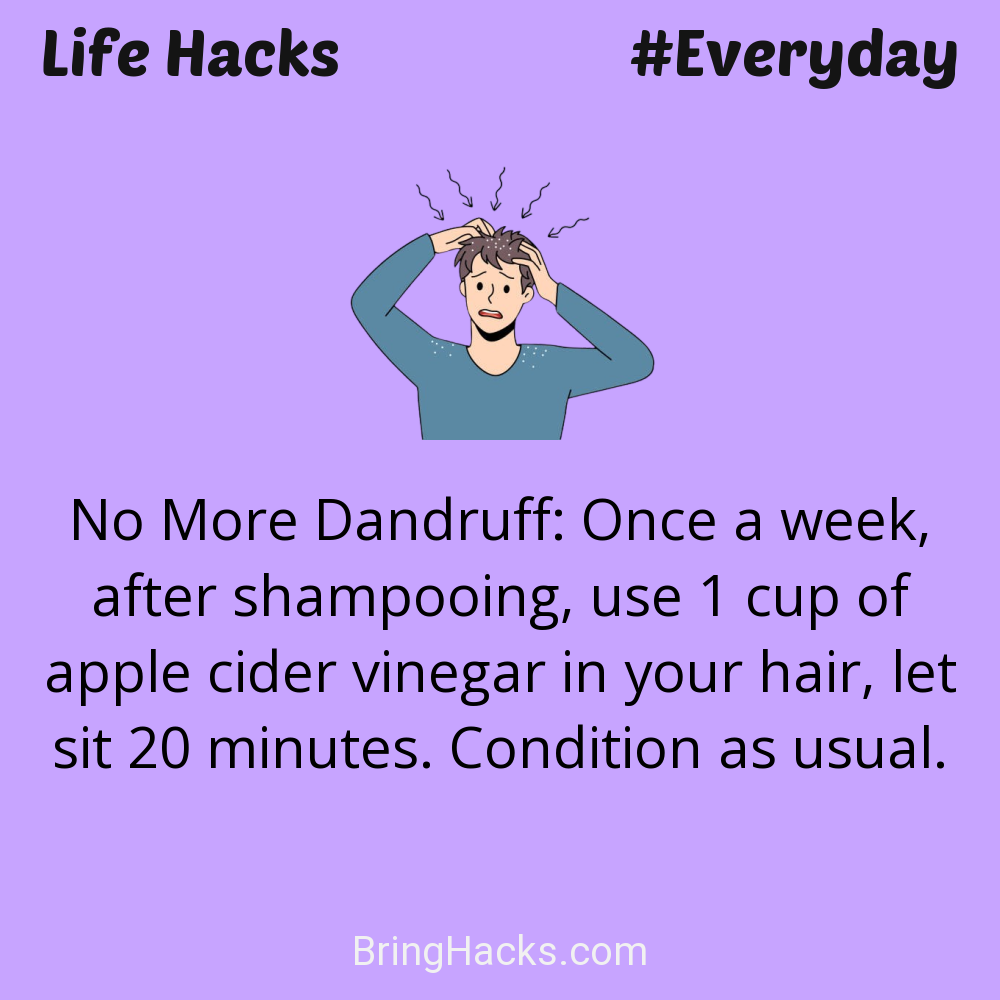 Life Hacks
#Everyday
No More Dandruff: Once a week,
after shampooing, use 1 cup of
apple cider vinegar in your hair, let
sit 20 minutes. Condition as usual.
BringHacks.com